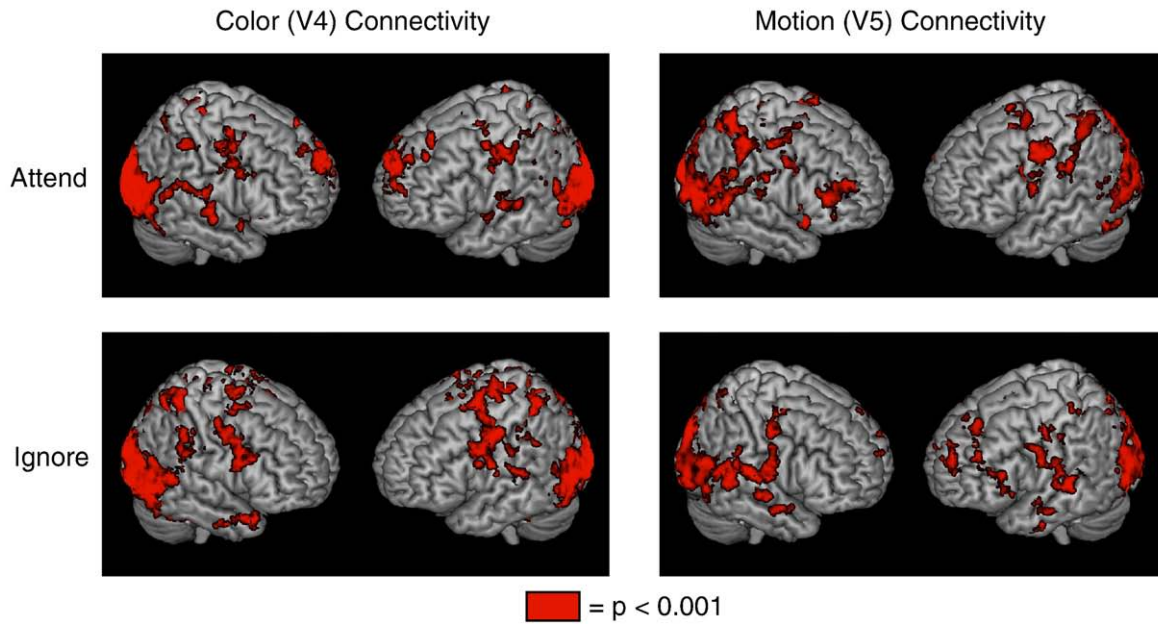 Color (V4) Connectivity
Motion (V5) Connectivity
Attend
Ignore
= p < 0.001